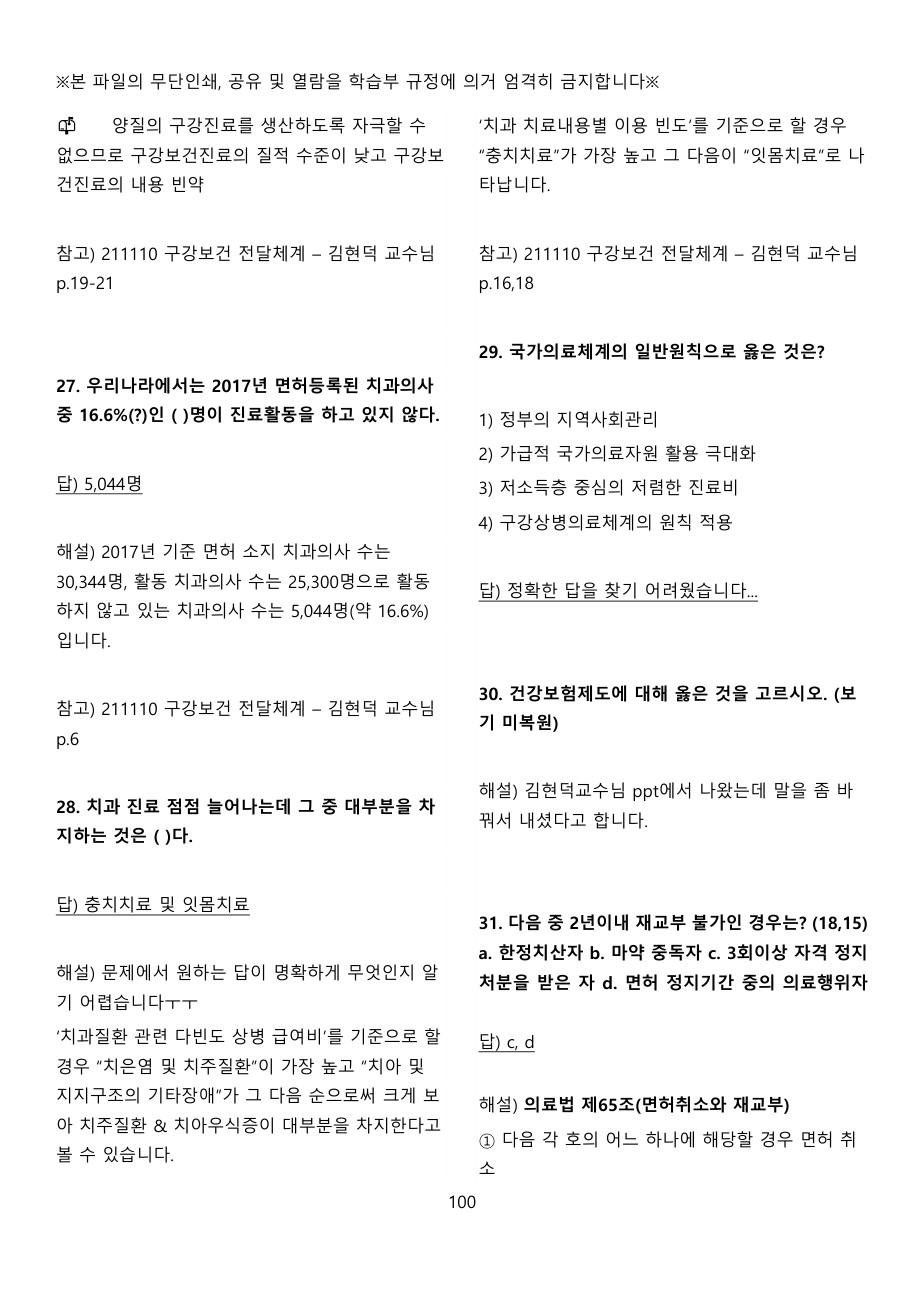 ※본 파일의 무단인쇄, 공유 및 열람을 학습부 규정에 의거 엄격히 금지합니다※
📫 양질의 구강진료를 생산하도록 자극할 수
없으므로 구강보건진료의 질적 수준이 낮고 구강보
건진료의 내용 빈약
참고) 211110 구강보건 전달체계 – 김현덕 교수님
p.19-21
27. 우리나라에서는 2017년 면허등록된 치과의사
중 16.6%(?)인 ( )명이 진료활동을 하고 있지 않다.
답) 5,044명
해설) 2017년 기준 면허 소지 치과의사 수는
30,344명, 활동 치과의사 수는 25,300명으로 활동
하지 않고 있는 치과의사 수는 5,044명(약 16.6%)
입니다.
참고) 211110 구강보건 전달체계 – 김현덕 교수님
p.6
28. 치과 진료 점점 늘어나는데 그 중 대부분을 차
지하는 것은 ( )다.
답) 충치치료 및 잇몸치료
해설) 문제에서 원하는 답이 명확하게 무엇인지 알
기 어렵습니다ㅜㅜ
‘치과질환 관련 다빈도 상병 급여비’를 기준으로 할
경우 “치은염 및 치주질환”이 가장 높고 “치아 및
지지구조의 기타장애”가 그 다음 순으로써 크게 보
아 치주질환 & 치아우식증이 대부분을 차지한다고
볼 수 있습니다.
‘치과 치료내용별 이용 빈도’를 기준으로 할 경우
“충치치료”가 가장 높고 그 다음이 “잇몸치료”로 나
타납니다.
참고) 211110 구강보건 전달체계 – 김현덕 교수님
p.16,18
29. 국가의료체계의 일반원칙으로 옳은 것은?
1) 정부의 지역사회관리
2) 가급적 국가의료자원 활용 극대화
3) 저소득층 중심의 저렴한 진료비
4) 구강상병의료체계의 원칙 적용
답) 정확한 답을 찾기 어려웠습니다...
30. 건강보험제도에 대해 옳은 것을 고르시오. (보
기 미복원)
해설) 김현덕교수님 ppt에서 나왔는데 말을 좀 바
꿔서 내셨다고 합니다.
31. 다음 중 2년이내 재교부 불가인 경우는? (18,15)
a. 한정치산자 b. 마약 중독자 c. 3회이상 자격 정지
처분을 받은 자 d. 면허 정지기간 중의 의료행위자
답) c, d
해설) 의료법 제65조(면허취소와 재교부)
① 다음 각 호의 어느 하나에 해당할 경우 면허 취
소
100